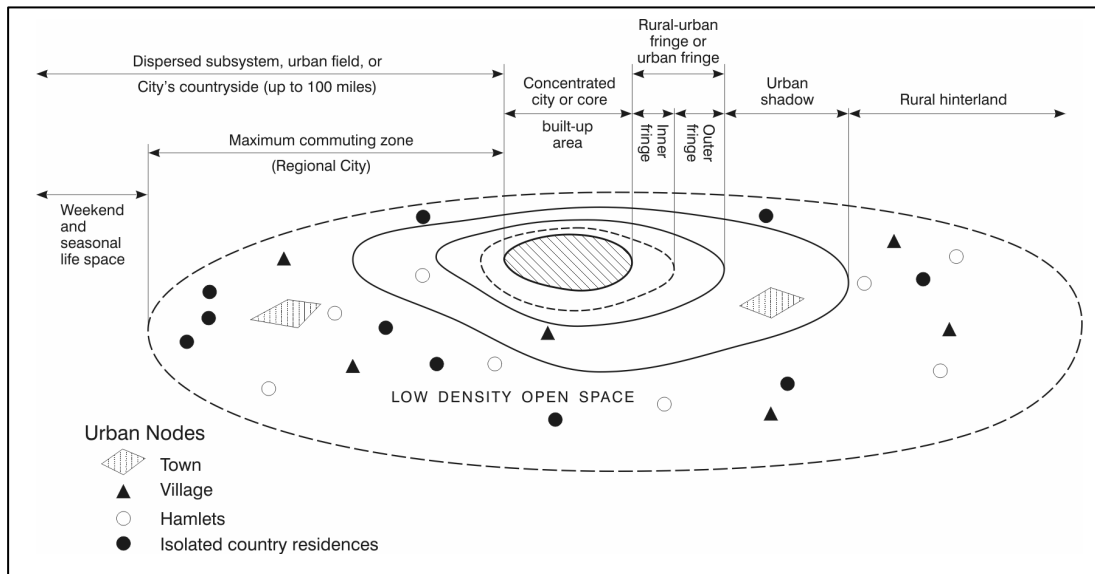 Dispersed subsystem, urban field, or
City's countryside (up to 100 miles)
Maximum commuting zone
(Regional City)
Weekend
and
seasonal
life space
Concentrated
city or core
built-up
area
Rural-urban
fringe or
urban fringe
Inner
fringe
Outer
fringe
Urban
shadow
Rural hinterland
LOW DENSITY OPEN SPACE
Urban Nodes
Town
Village
Hamlets
Isolated country residences